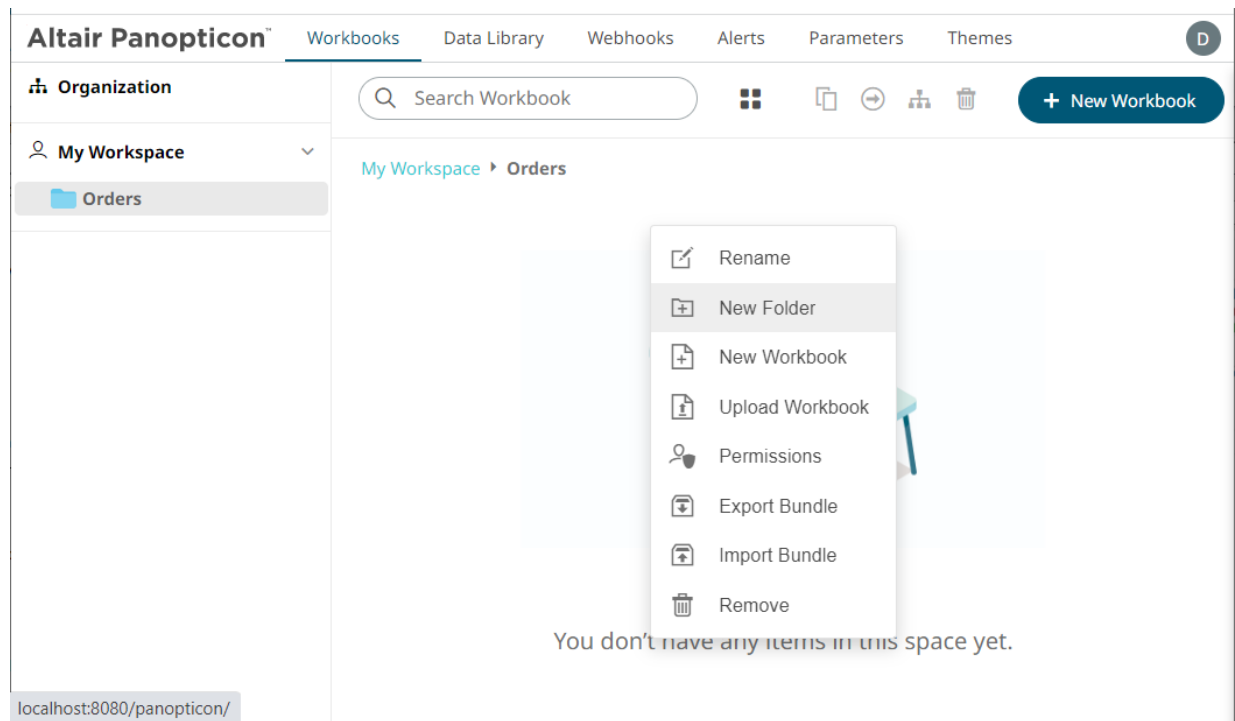 Altair Panopticon™ Workbooks Data Library Webhooks Alerts Parameters Themes D
Organization
Search Workbook
+ New Workbook
My Workspace
Orders
My Workspace Orders
Rename
New Folder
New Workbook
Upload Workbook
Permissions
Export Bundle
Import Bundle
Remove
You don't have any items in this space yet.
localhost:8080/panopticon/